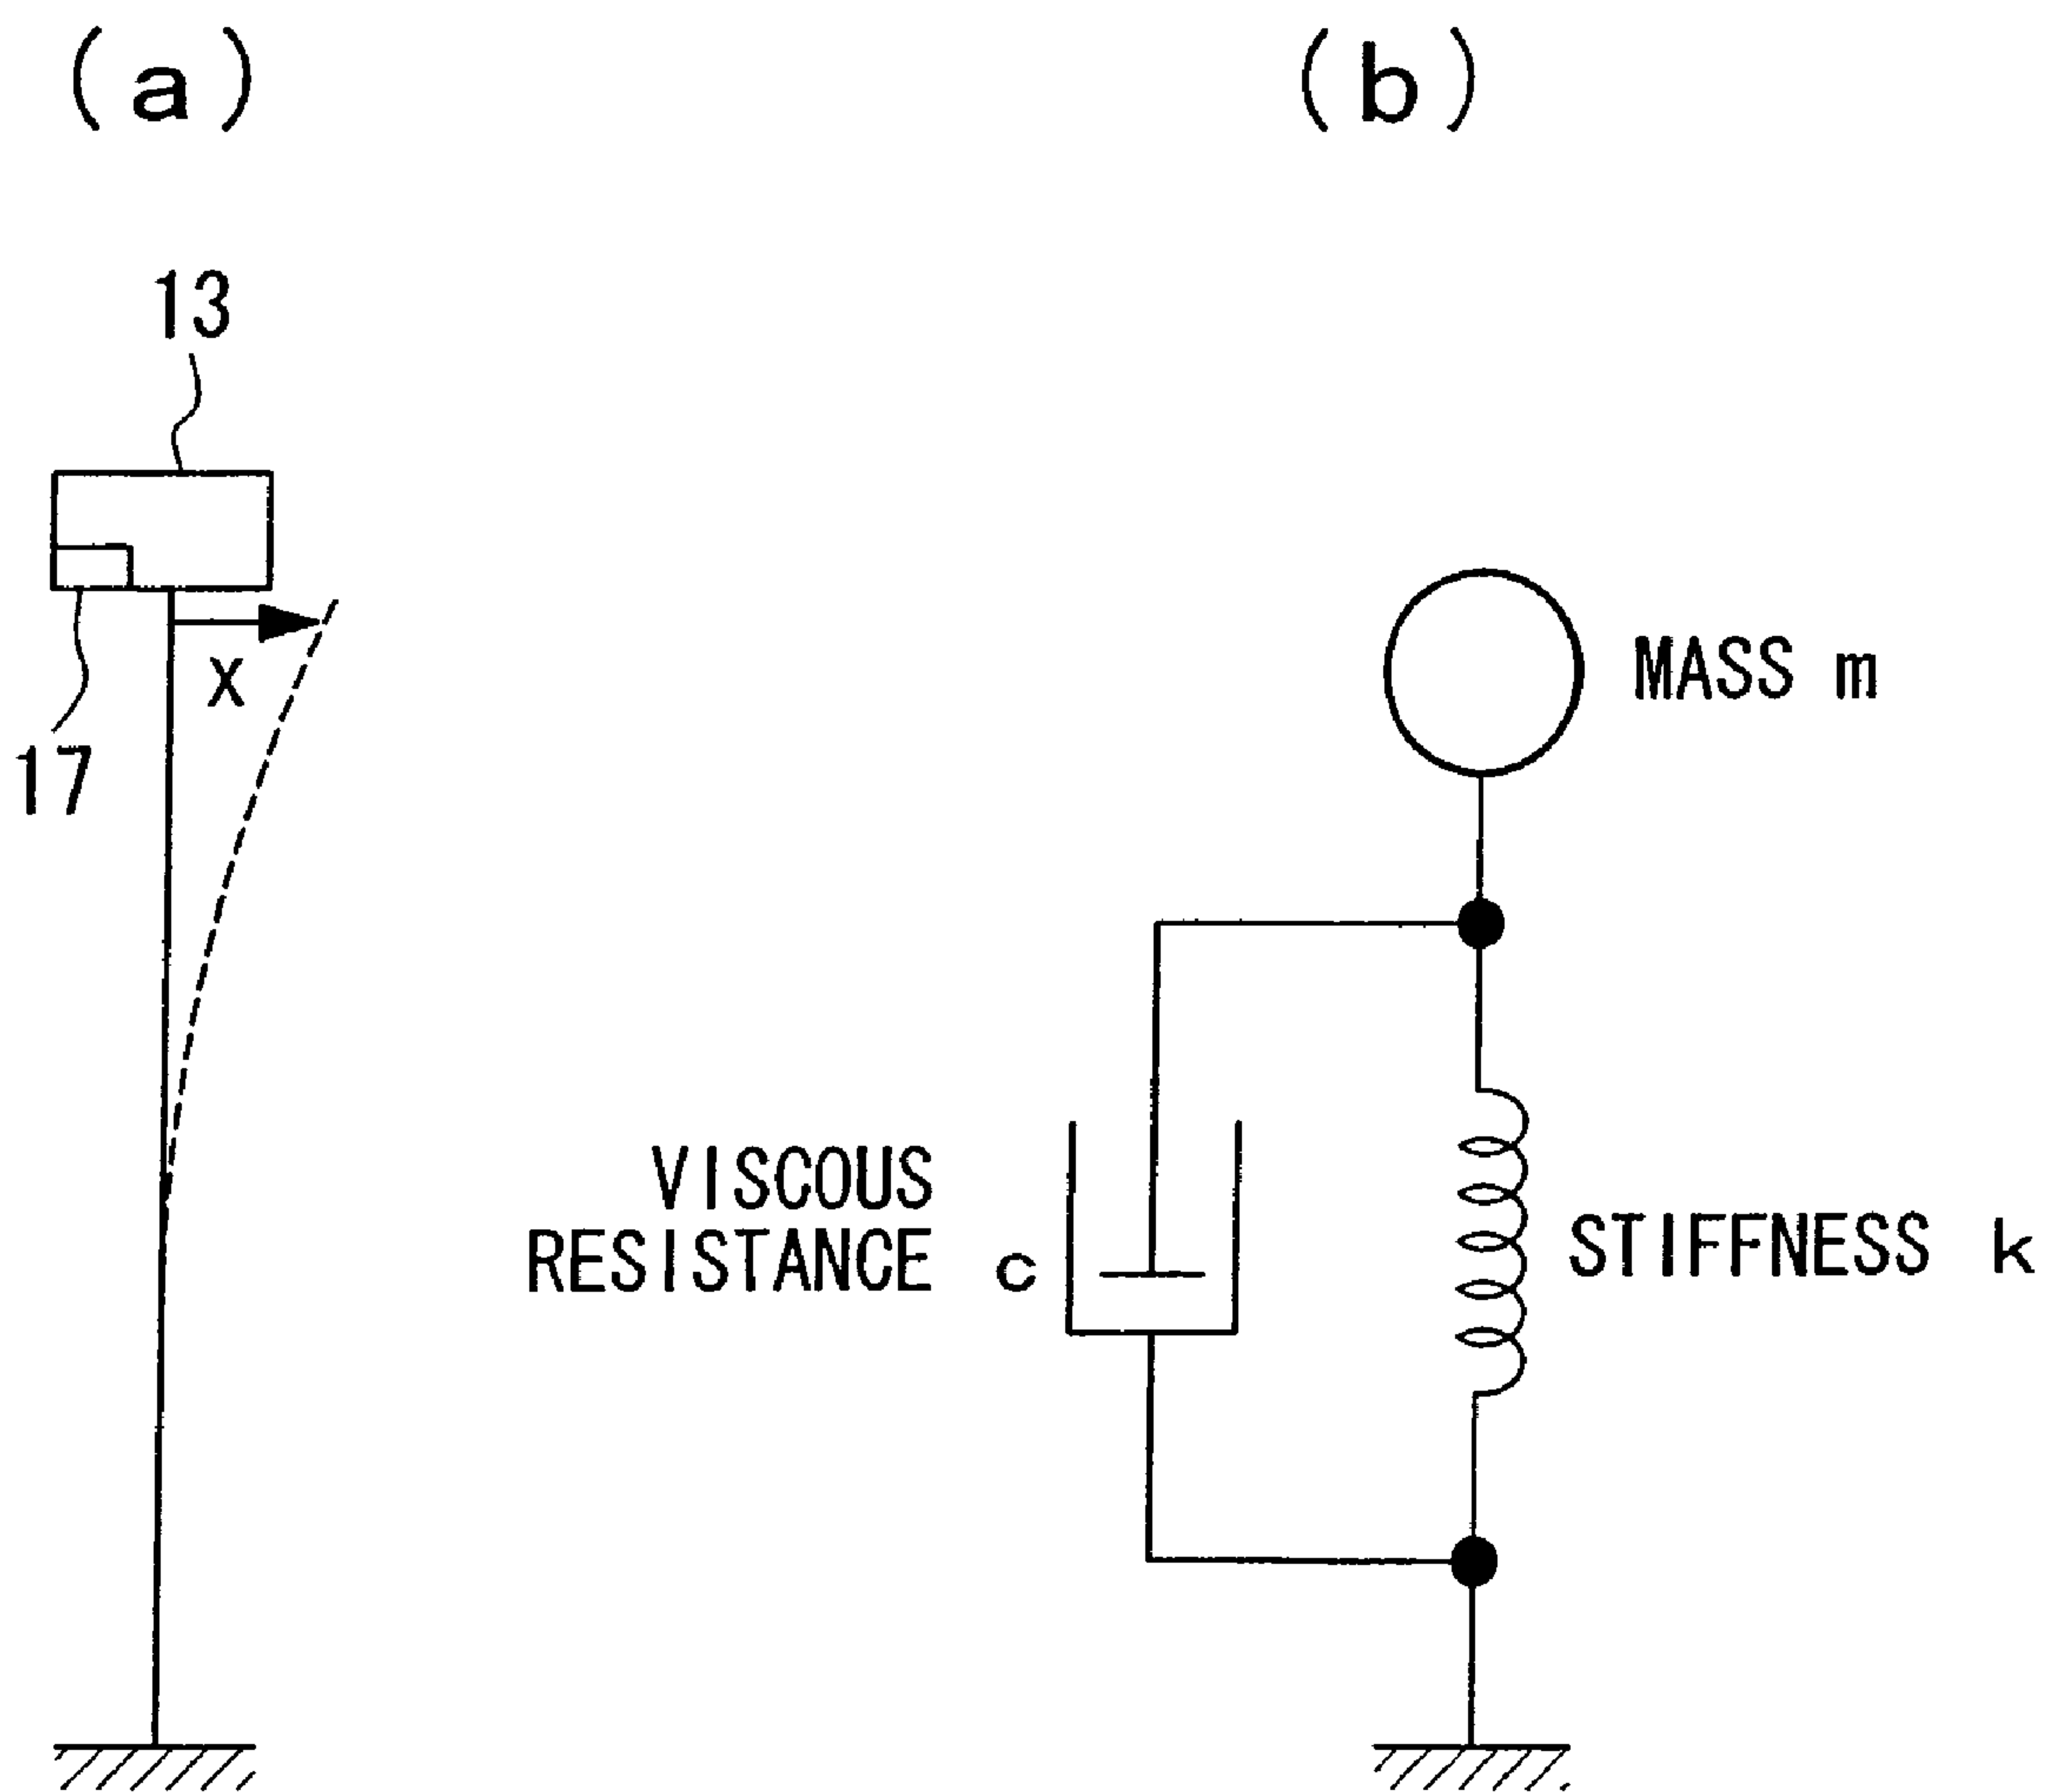 (a)
(b)
13
x
17
MASS m
VISCOUS
RESISTANCE c
STIFFNESS k